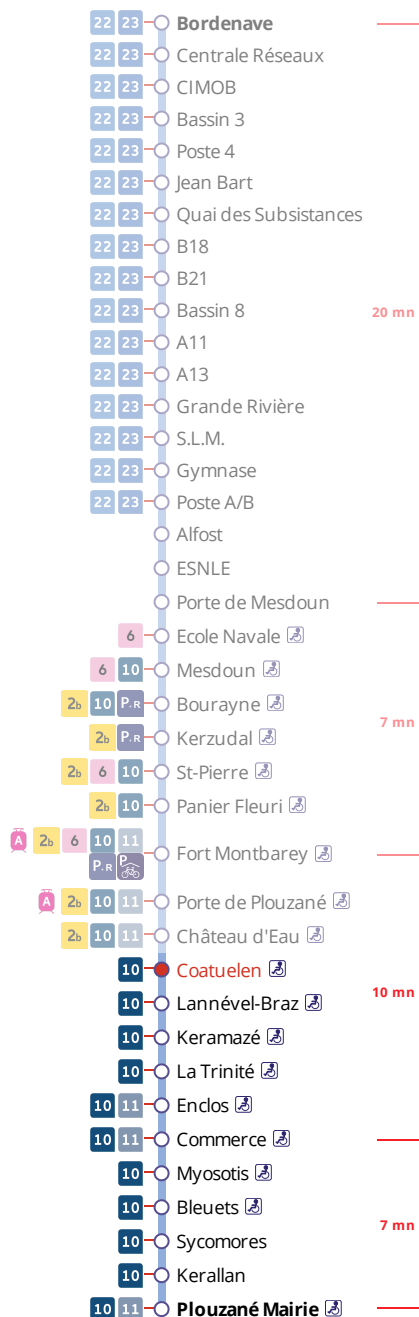 22 23 Bordenave
22 23 Centrale Réseaux
22 23 CIMOB
22 23 Bassin 3
22 23 Poste 4
22 23 Jean Bart
22 23 Quai des Subsistances
22 23 B18
22 23 B21
22 23 Bassin 8 20 mn
22 23 A11
22 23 A13
22 23 Grande Rivière
22 23 S.L.M.
22 23 Gymnase
22 23 Poste A/B
Alfost
ESNLE
Porte de Mesdoun
6 Ecole Navale
6 10 Mesdoun
2b 10 P+R Bourayne 7 mn
2b P+R Kerzudal
2b 6 10 St-Pierre
2b 10 Panier Fleuri
A 2b 6 10 11
P+R P Fort Montbarey
A 2b 10 11 Porte de Plouzané
2b 10 11 Château d'Eau
10 Coatuelen
10 Lannével-Braz 10 mn
10 Keramazé
10 La Trinité
10 11 Enclos
10 11 Commerce
10 Myosotis
10 Bleuets 7 mn
10 Sycomores
10 Kerallan
10 11 Plouzané Mairie